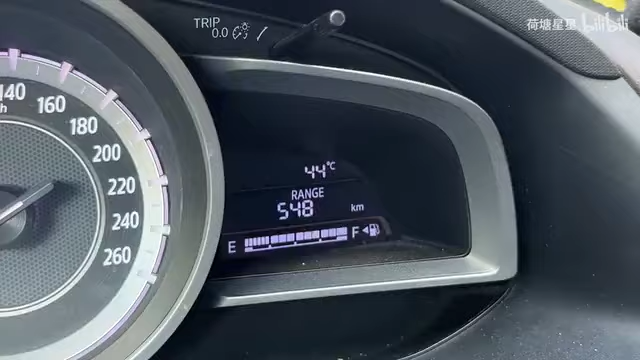 荷塘星星 bilibili
TRIP
0.0
140
160
180
200
220
240
260
44°C
RANGE
548 km
E F